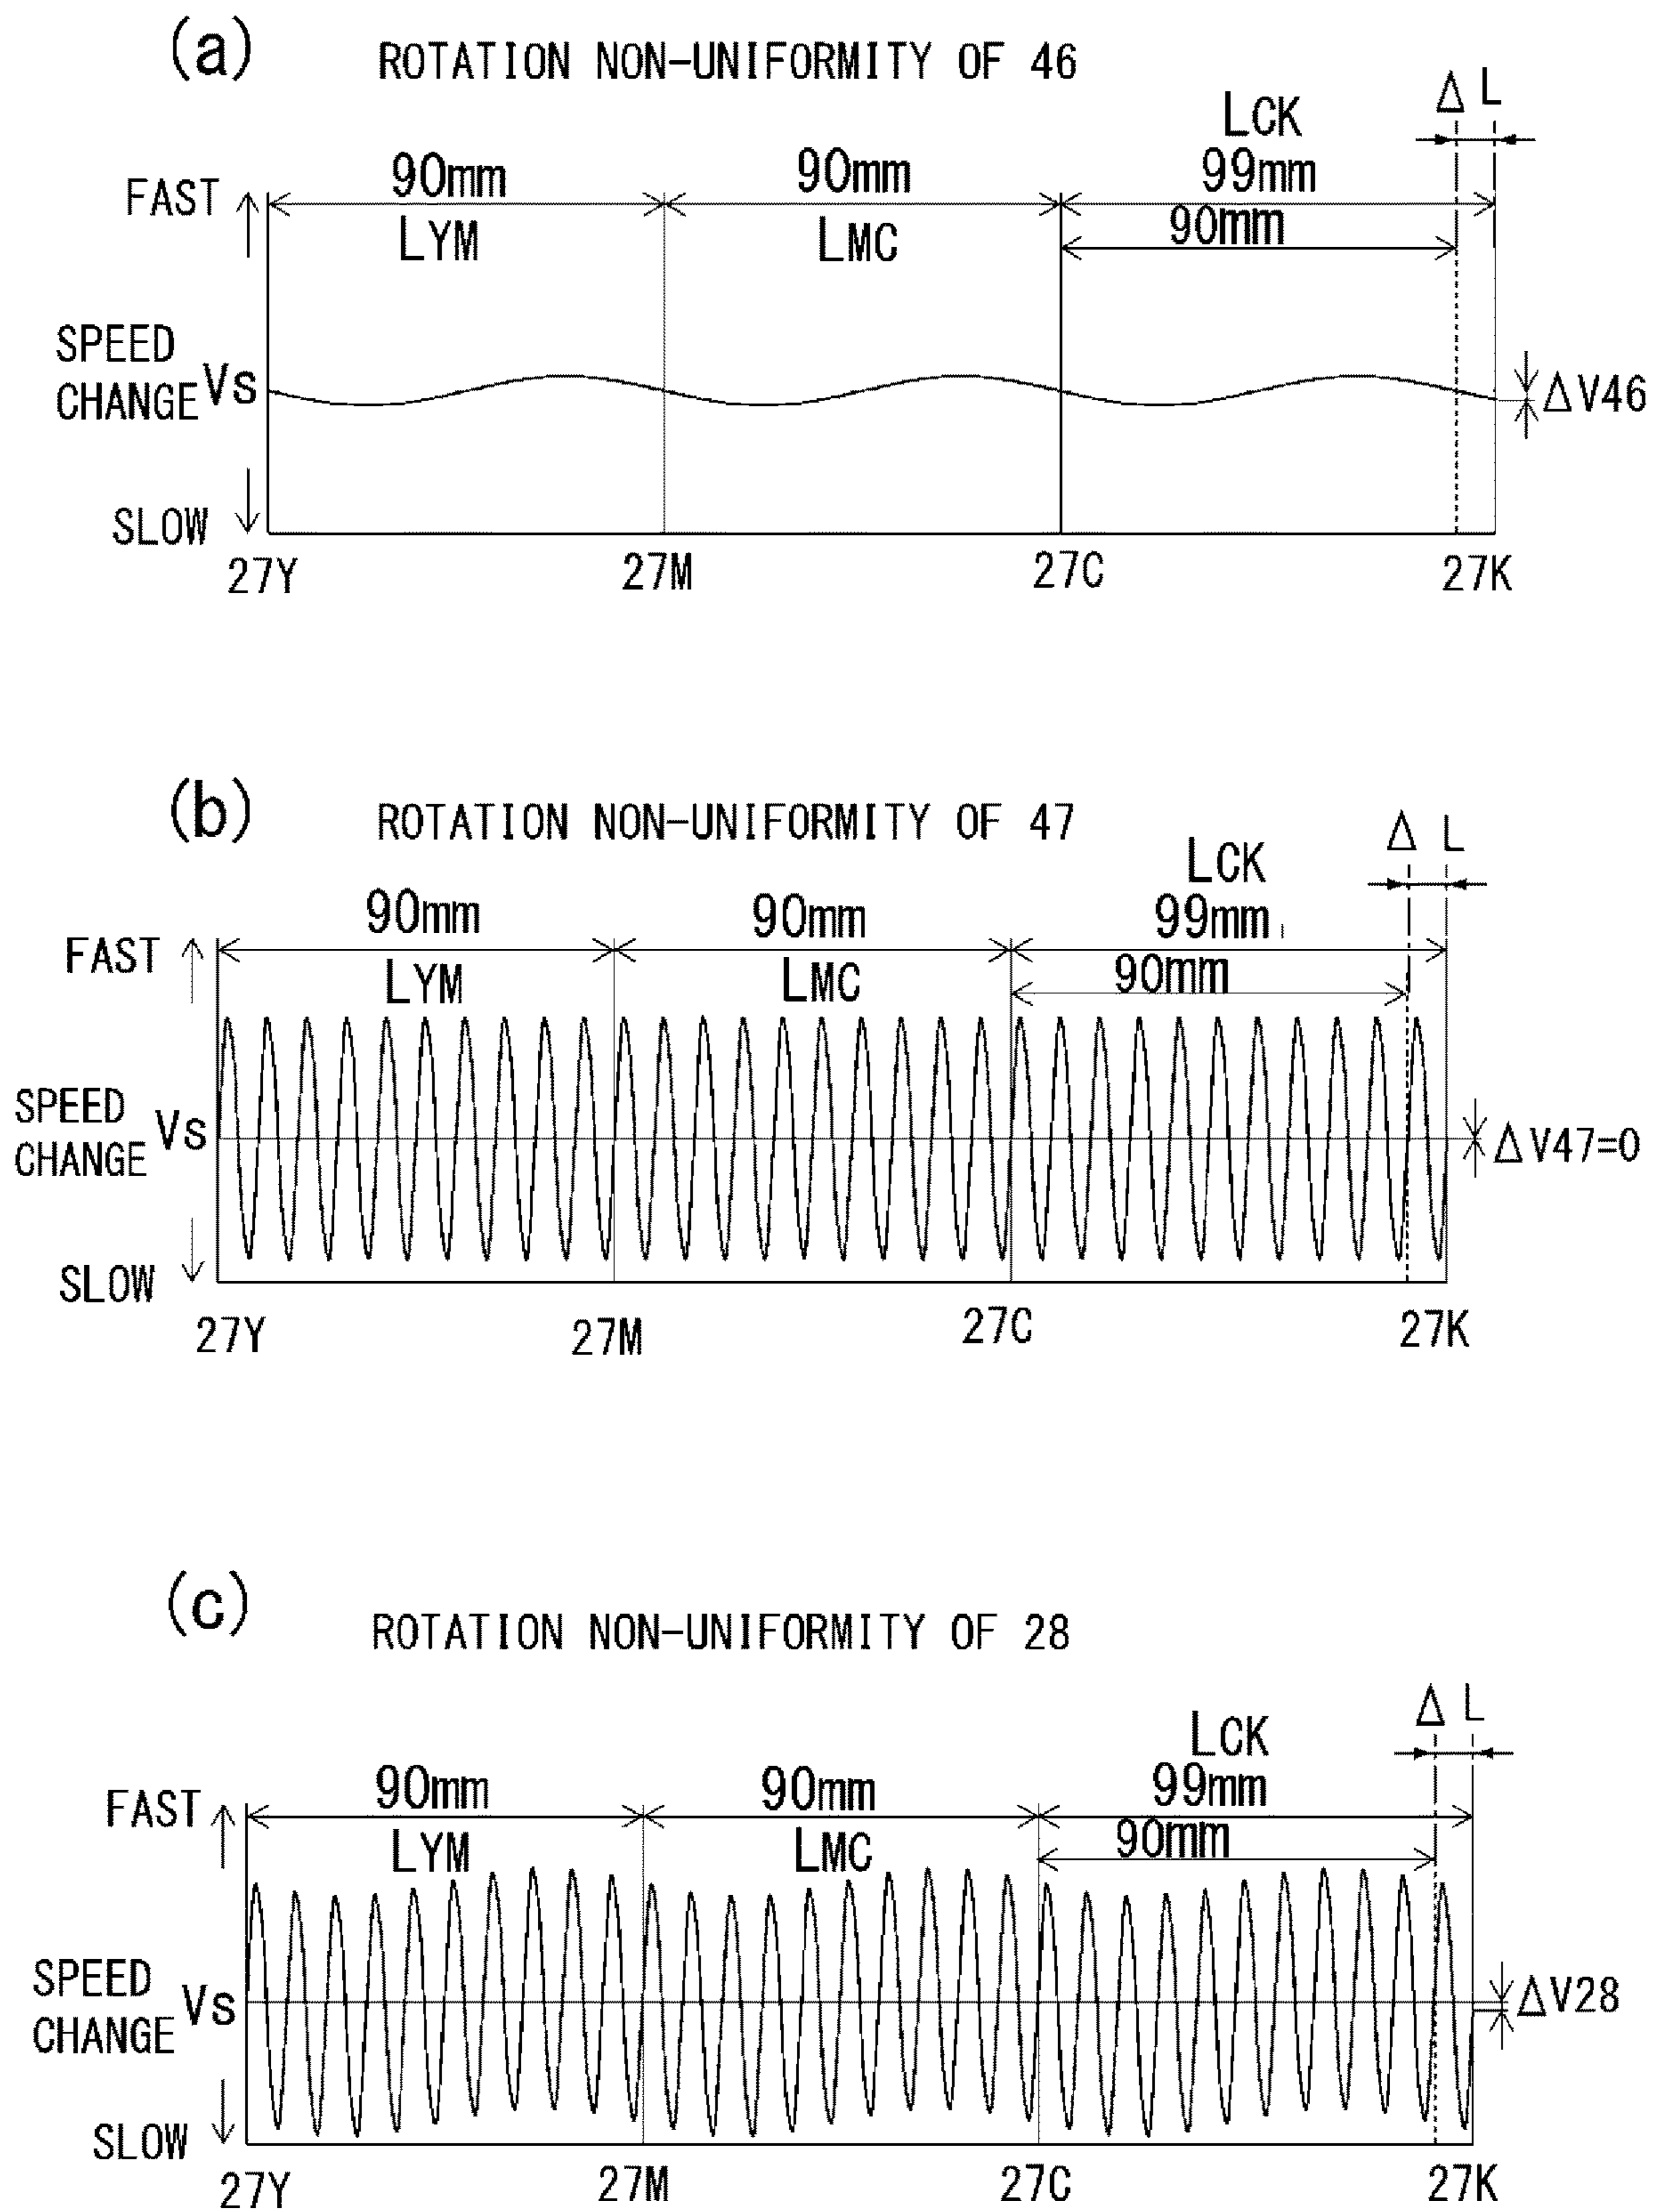 (a) ROTATION NON-UNIFORMITY OF 46
Δ L
LCK
90mm 90mm 99mm
FAST
LYM LMC 90mm
SPEED
CHANGE Vs ΔV46
SLOW
27Y 27M 27C 27K
(b) ROTATION NON-UNIFORMITY OF 47
Δ L
LCK
90mm 90mm 99mm
FAST
LYM LMC 90mm
SPEED
CHANGE Vs ΔV47=0
SLOW
27Y 27M 27C 27K
(c) ROTATION NON-UNIFORMITY OF 28
Δ L
LCK
90mm 90mm 99mm
FAST
LYM LMC 90mm
SPEED
CHANGE Vs ΔV28
SLOW
27Y 27M 27C 27K